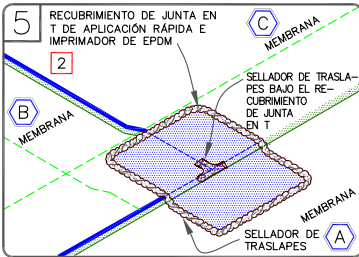 5
RECUBRIMIENTO DE JUNTA EN
T DE APLICACIÓN RÁPIDA E
IMPRIMADOR DE EPDM
2
C
MEMBRANA
SELLADOR DE TRASLA-
PES BAJO EL RE-
CUBRIMIENTO
DE JUNTA
EN T
B
MEMBRANA
MEMBRANA
A
SELLADOR DE
TRASLAPES